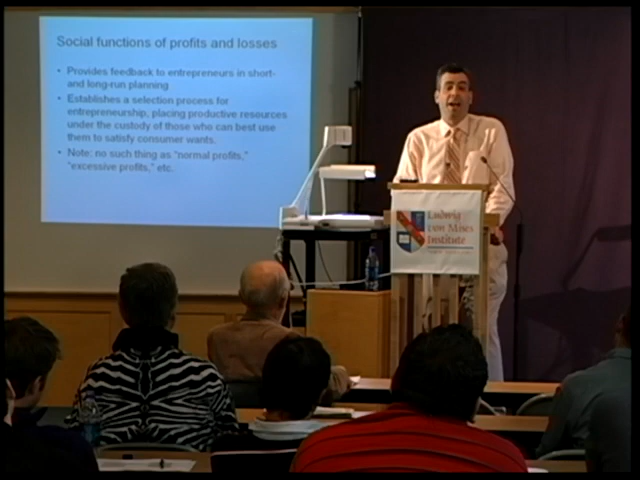 Social functions of profits and losses
• Provides feedback to entrepreneurs in short-
and long-run planning
• Establishes a selection process for
entrepreneurship, placing productive resources
under the custody of those who can best use
them to satisfy consumer wants.
• Note: no such thing as "normal profits,"
"excessive profits," etc.
Ludwig
von Mises
Institute